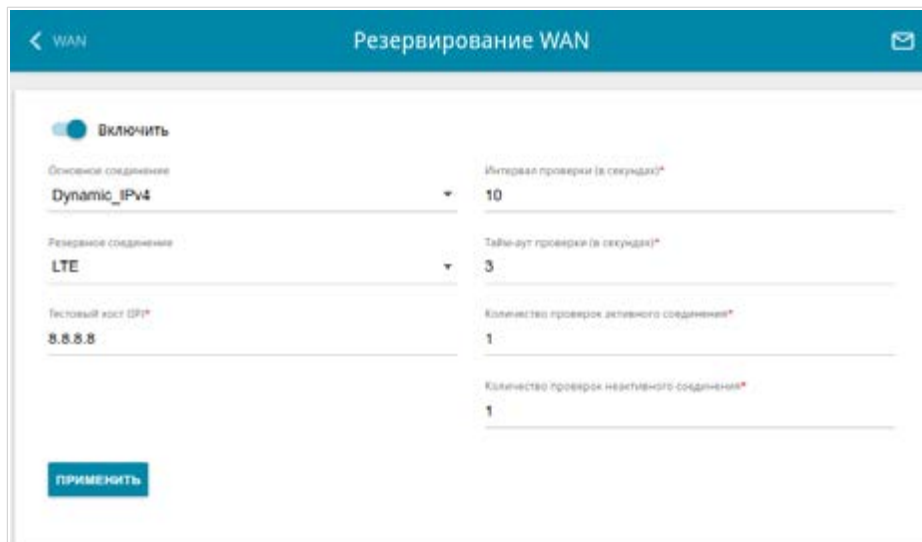 WAN
Резервирование WAN
Включить
Основное соединение
Dynamic_IPv4
Резервное соединение
LTE
Тестовый хост (IP)*
8.8.8.8
Интервал проверки (в секундах)*
10
Тайм-аут проверки (в секундах)*
3
Количество проверок активного соединения*
1
Количество проверок неактивного соединения*
1
ПРИМЕНИТЬ